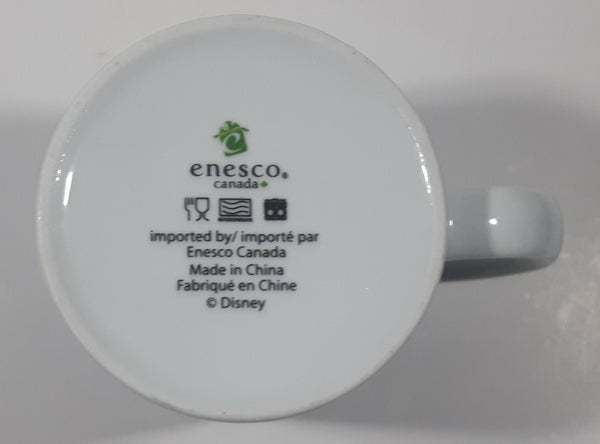 enesco®
canada
imported by/ importé par
Enesco Canada
Made in China
Fabriqué en Chine
© Disney